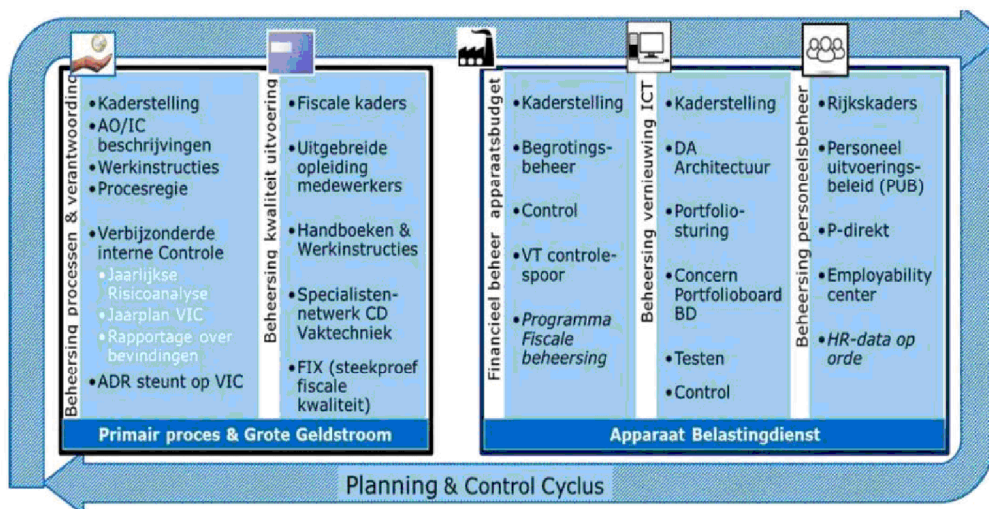 Beheersing processen & verantwoording
•Kaderstelling
•AO/IC
beschrijvingen
•Werkinstructies
•Procesregie
•Verbijzonderde
interne Controle
•Jaarlijkse
Risicoanalyse
•Jaarplan VIC
•Rapportage over
bevindingen
•ADR steunt op VIC
Beheersing kwaliteit uitvoering
•Fiscale kaders
•Uitgebreide
opleiding
medewerkers
•Handboeken &
Werkinstructies
•Specialisten-
netwerk CD
Vaktechniek
•FIX (steekproef
fiscale
kwaliteit)
Primair proces & Grote Geldstroom
Financieel beheer apparaatsbudget
•Kaderstelling
•Begrotings-
beheer
•Control
•VT controle-
spoor
•Programma
Fiscale
beheersing
Beheersing vernieuwing ICT
•Kaderstelling
•DA
Architectuur
•Portfolio-
sturing
•Concern
Portfolioboard
BD
•Testen
•Control
Beheersing personeelsbeheer
•Rijkskaders
•Personeel
uitvoerings-
beleid (PUB)
•P-direkt
•Employability
center
•HR-data op
orde
Apparaat Belastingdienst
Planning & Control Cyclus